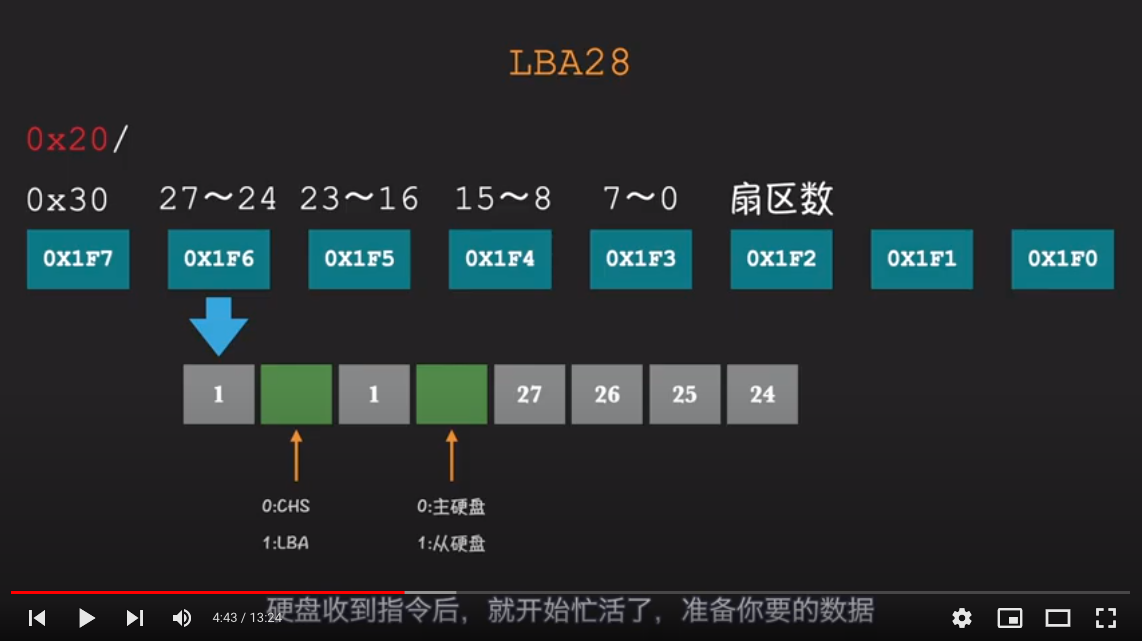 LBA28
0x20/
0x30 27～24 23～16 15～8 7～0 扇区数
0X1F7 0X1F6 0X1F5 0X1F4 0X1F3 0X1F2 0X1F1 0X1F0
1 1 27 26 25 24
0:CHS 0:主硬盘
1:LBA 1:从硬盘
硬盘收到指令后，就开始忙活了，准备你要的数据
4:43 / 13:24